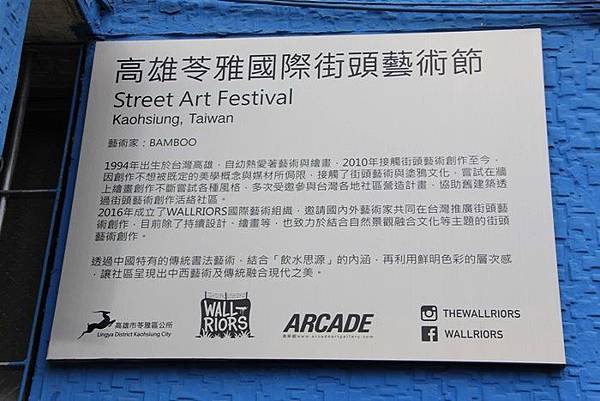 高雄苓雅國際街頭藝術節
Street Art Festival
Kaohsiung, Taiwan
藝術家：BAMBOO
1994年出生於台灣高雄，自幼熱愛著藝術與繪畫，2010年接觸街頭藝術創作至今，
因創作不想被既定的美學概念與媒材所侷限，接觸了街頭藝術與塗鴉文化，嘗試在牆
上繪畫創作不斷嘗試各種風格，多次受邀參與台灣各地社區營造計畫，協助舊建築透
過街頭藝術創作活絡社區。
2016年成立了WALLRIORS國際藝術組織，邀請國內外藝術家共同在台灣推廣街頭藝
術創作，目前除了持續設計、繪畫等，也致力於結合自然景觀融合文化等主題的街頭
藝術創作。
透過中國特有的傳統書法藝術，結合「飲水思源」的內涵，再利用鮮明色彩的層次感
，讓社區呈現出中西藝術及傳統融合現代之美。
高雄市苓雅區公所
Lingya District Kaohsiung City
WALL
RIORS
ARCADE
www.arcadeartgallery.com
THEWALLRIORS
WALLRIORS